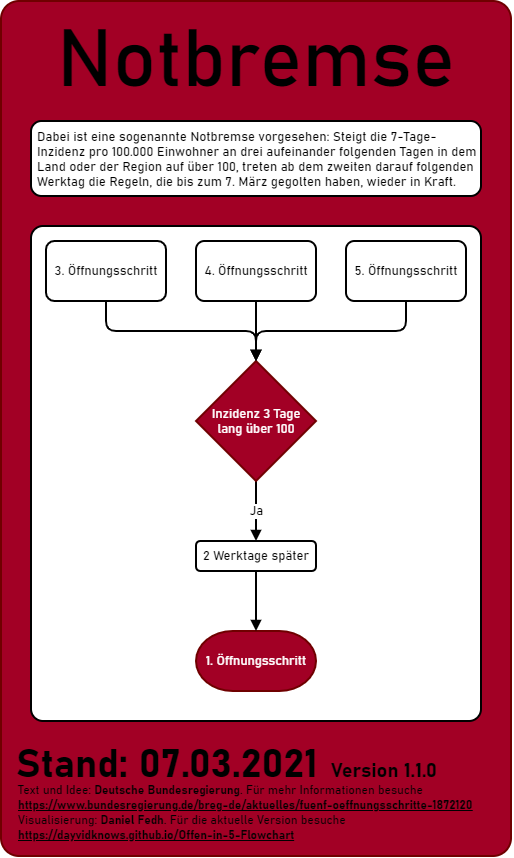 Notbremse
Dabei ist eine sogenannte Notbremse vorgesehen: Steigt die 7-Tage-
Inzidenz pro 100.000 Einwohner an drei aufeinander folgenden Tagen in dem
Land oder der Region auf über 100, treten ab dem zweiten darauf folgenden
Werktag die Regeln, die bis zum 7. März gegolten haben, wieder in Kraft.
3. Öffnungsschritt
4. Öffnungsschritt
5. Öffnungsschritt
Inzidenz 3 Tage
lang über 100
Ja
2 Werktage später
1. Öffnungsschritt
Stand: 07.03.2021 Version 1.1.0
Text und Idee: Deutsche Bundesregierung. Für mehr Informationen besuche
https://www.bundesregierung.de/breg-de/aktuelles/fuenf-oeffnungsschritte-1872120
Visualisierung: Daniel Fedh. Für die aktuelle Version besuche
https://dayvidknows.github.io/Offen-in-5-Flowchart